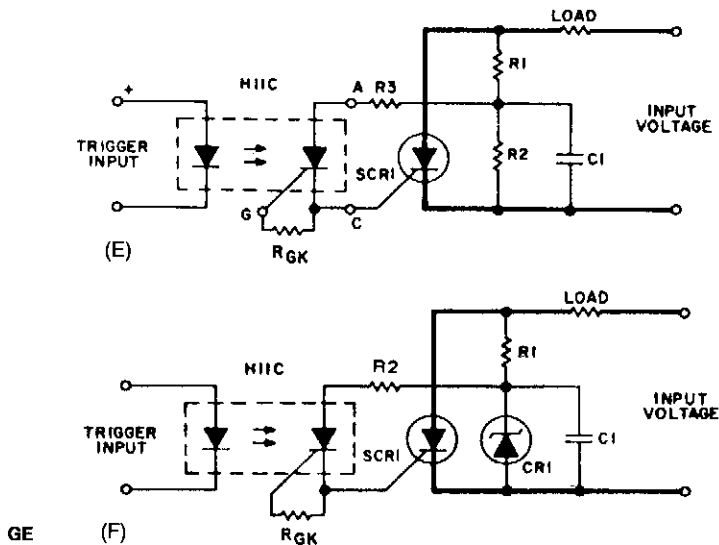 LOAD
R1
H11C
A R3
+
TRIGGER
INPUT
SCR1
R2
C1
INPUT
VOLTAGE
G
C
RGK
(E)
LOAD
R1
H11C
R2
TRIGGER
INPUT
SCR1
CR1
C1
INPUT
VOLTAGE
RGK
GE (F)